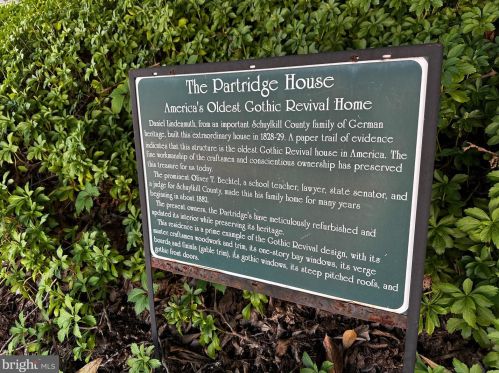 The Partridge House
America's Oldest Gothic Revival Home
Daniel Lindenmuth, from an important Schuylkill County family of German
heritage, built this extraordinary house in 1828-29. A paper trail of evidence
indicates that this structure is the oldest Gothic Revival house in America. The
fine workmanship of the craftsmen and conscientious ownership has preserved
this treasure for us today.
The prominent Oliver T. Bechtel, a school teacher, lawyer, state senator, and
a judge for Schuylkill County, made this his family home for many years
beginning in about 1882.
The present owners, the Partridge's have meticulously refurbished and
updated its interior while preserving its heritage.
This residence is a prime example of the Gothic Revival design, with its
master craftsmen woodwork and trim, its one-story bay windows, its verge
boards and finials (gable trim), its gothic windows, its steep pitched roofs, and
gothic front doors.
bright MLS